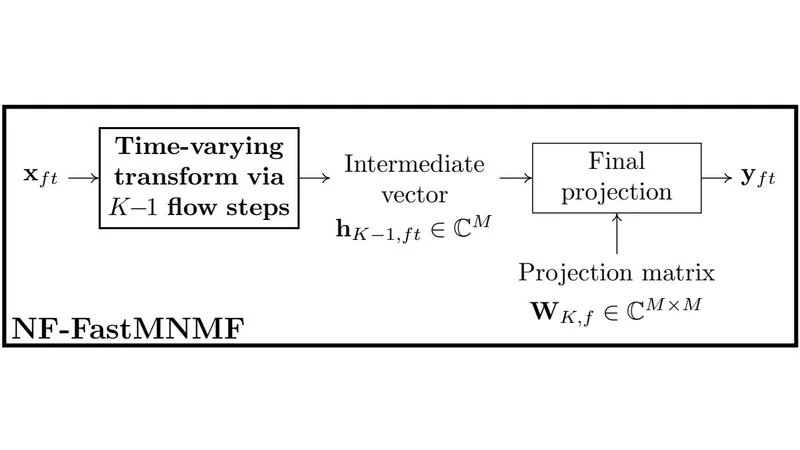 𝐱_{ft}
Time-varying
transform via
K−1 flow steps
Intermediate
vector
𝐡_{K−1,ft} ∈ ℂ^M
Final
projection
𝐲_{ft}
Projection matrix
𝐖_{K,f} ∈ ℂ^{M×M}
NF-FastMNMF